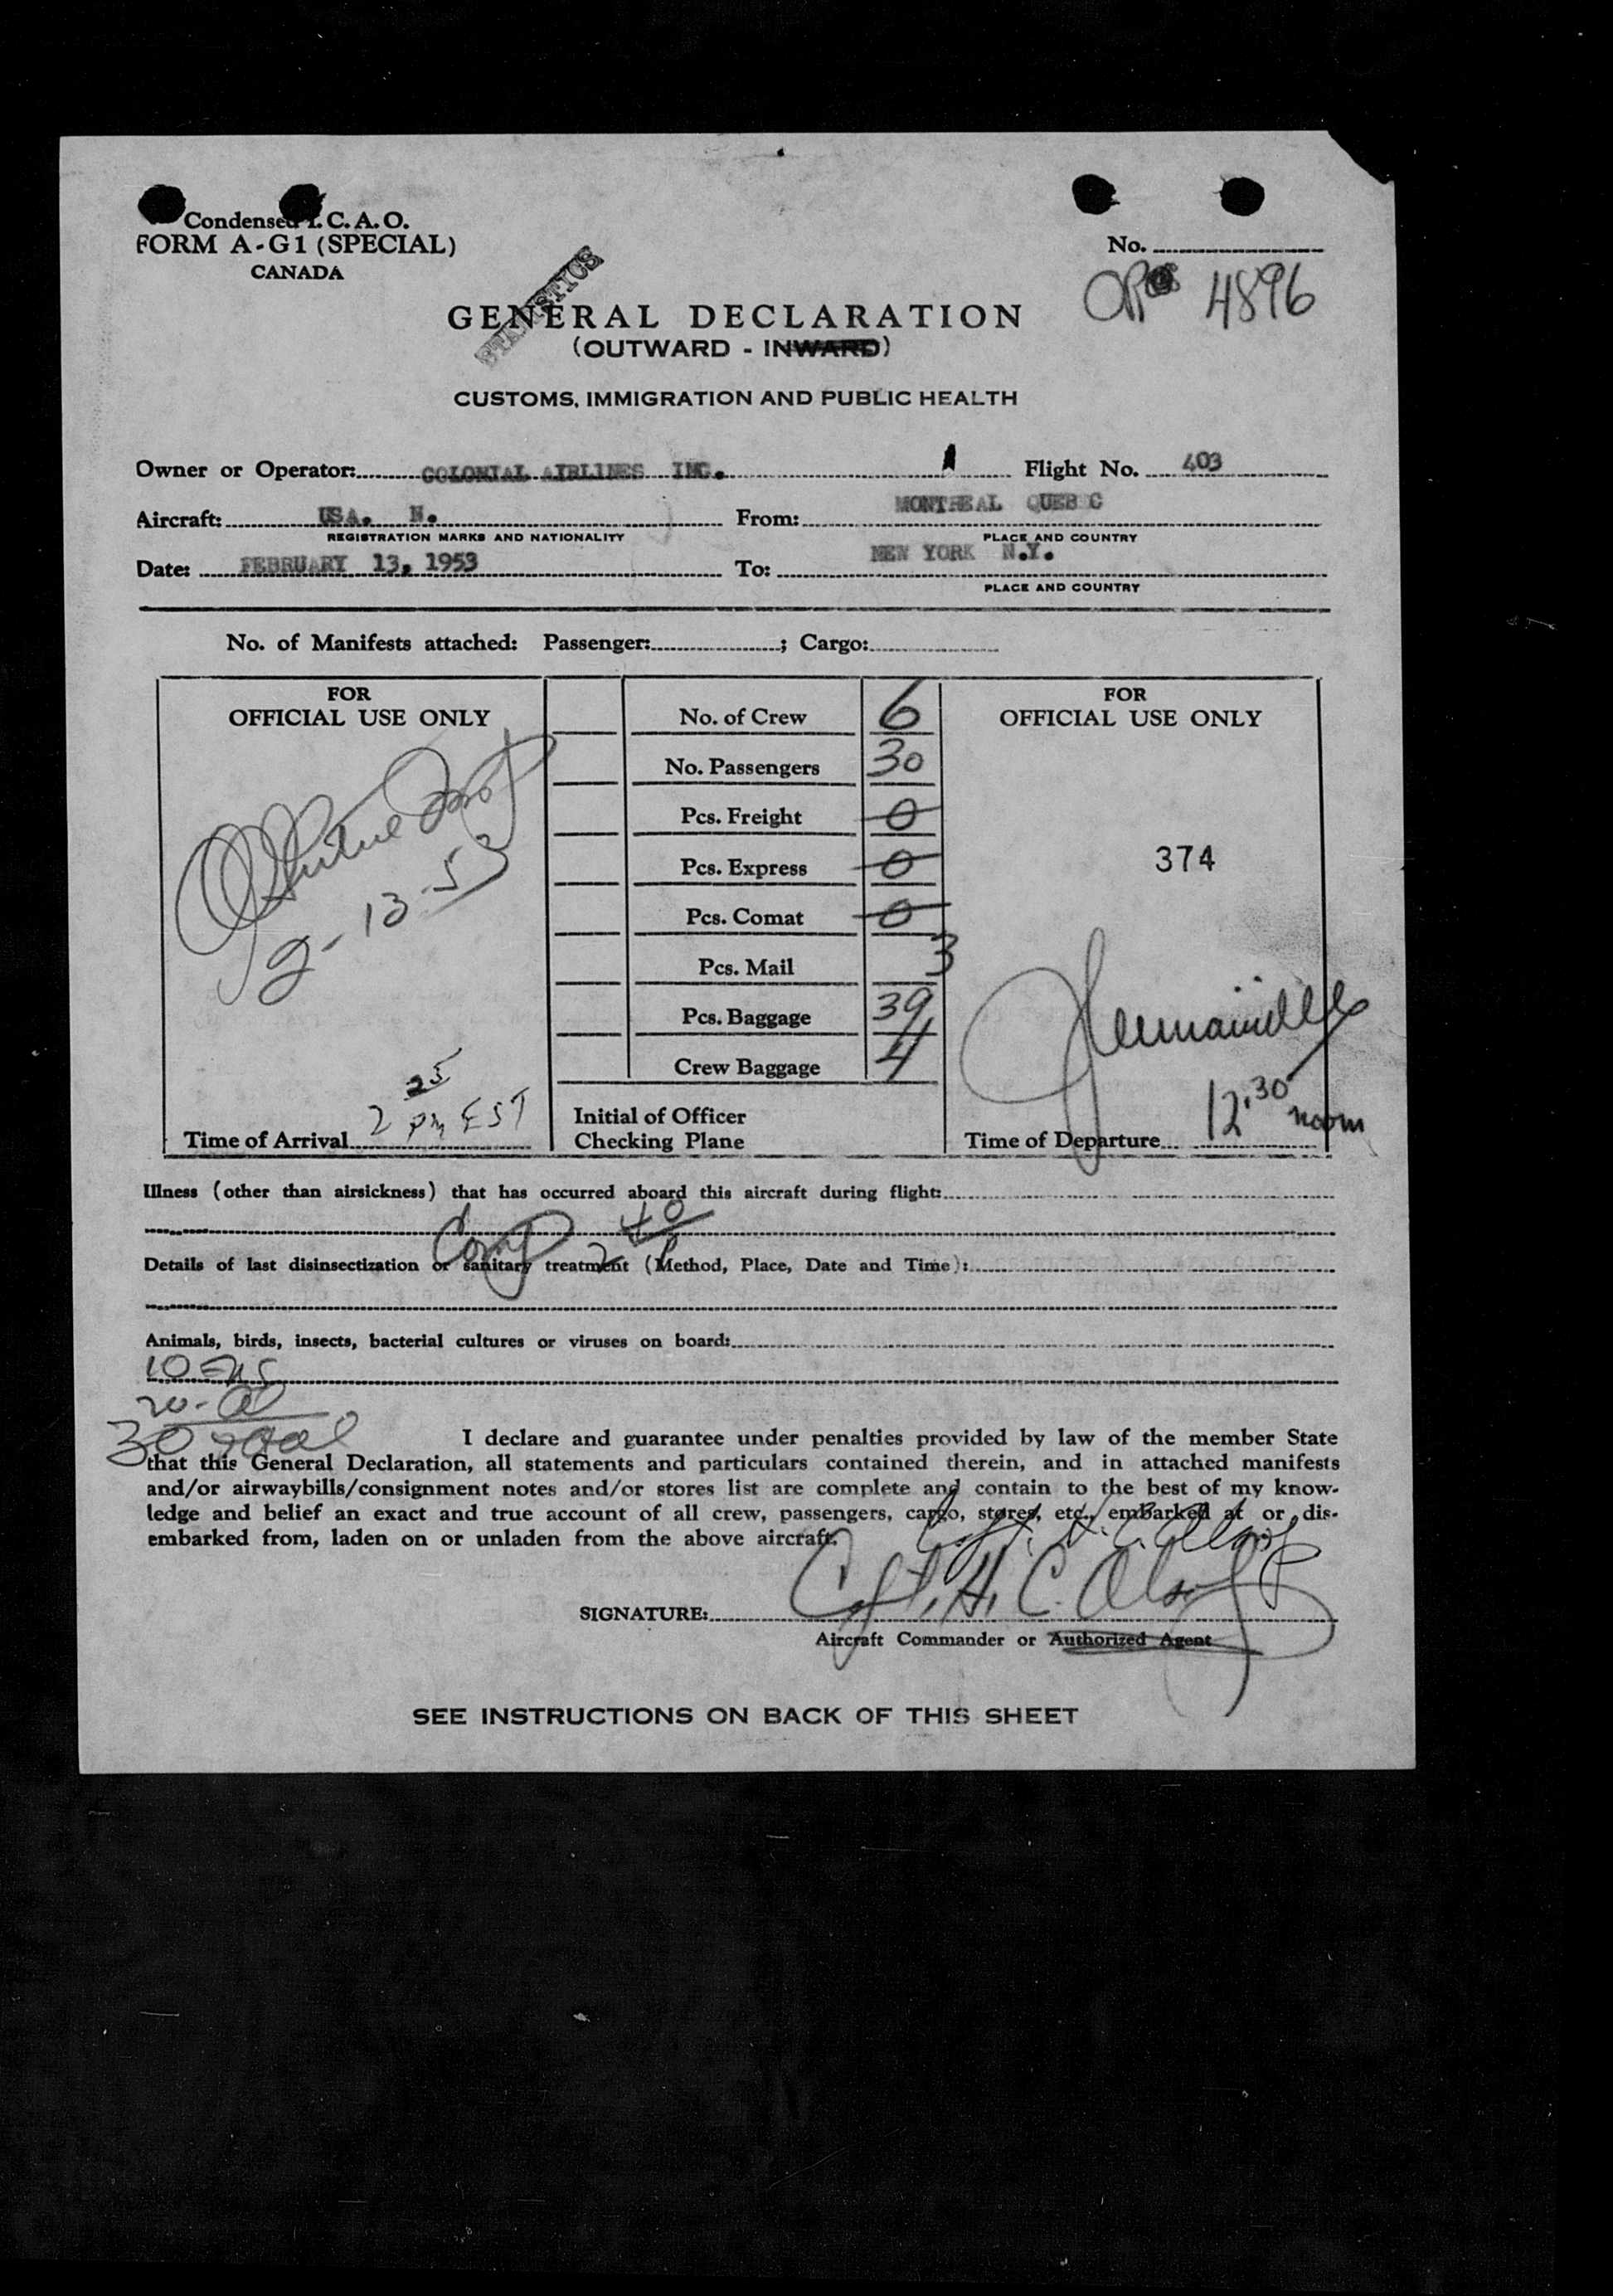 Condensed I. C. A. O.
FORM A-G1 (SPECIAL)
CANADA
No.
4896
STATISTICS
GENERAL DECLARATION
(OUTWARD - INWARD)
CUSTOMS, IMMIGRATION AND PUBLIC HEALTH
Owner or Operator: COLONIAL AIRLINES INC. Flight No. 403
Aircraft: USA. N. From: MONTREAL QUEB C
REGISTRATION MARKS AND NATIONALITY PLACE AND COUNTRY
Date: FEBRUARY 13, 1953 To: NEW YORK N.Y.
PLACE AND COUNTRY
No. of Manifests attached: Passenger: ; Cargo:
FOR
OFFICIAL USE ONLY
2-13-53
25
2 pm EST
Time of Arrival
No. of Crew 6
No. Passengers 30
Pcs. Freight 0
Pcs. Express 0
Pcs. Comat 0
Pcs. Mail 3
Pcs. Baggage 39
Crew Baggage 4
Initial of Officer
Checking Plane
FOR
OFFICIAL USE ONLY
374
12.30
noon
Time of Departure
Illness (other than airsickness) that has occurred aboard this aircraft during flight:
Comp 2 40 P
Details of last disinsectization or sanitary treatment (Method, Place, Date and Time):
Animals, birds, insects, bacterial cultures or viruses on board:
10 -
20 -
30
I declare and guarantee under penalties provided by law of the member State
that this General Declaration, all statements and particulars contained therein, and in attached manifests
and/or airwaybills/consignment notes and/or stores list are complete and contain to the best of my know-
ledge and belief an exact and true account of all crew, passengers, cargo, stores, etc., embarked at or dis-
embarked from, laden on or unladen from the above aircraft.
SIGNATURE: Capt. H. C.
Aircraft Commander or Authorized Agent
SEE INSTRUCTIONS ON BACK OF THIS SHEET